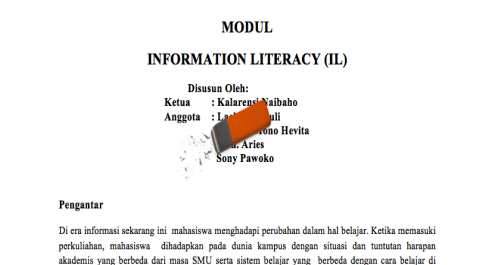 MODUL
INFORMATION LITERACY (IL)
Disusun Oleh:
Ketua : Kalarensi Naibaho
Anggota :
Hevita
Aries
Sony Pawoko
Pengantar
Di era informasi sekarang ini mahasiswa menghadapi perubahan dalam hal belajar. Ketika memasuki
perkuliahan, mahasiswa dihadapkan pada dunia kampus dengan situasi dan tuntutan harapan
akademis yang berbeda dari masa SMU serta sistem belajar yang berbeda dengan cara belajar di